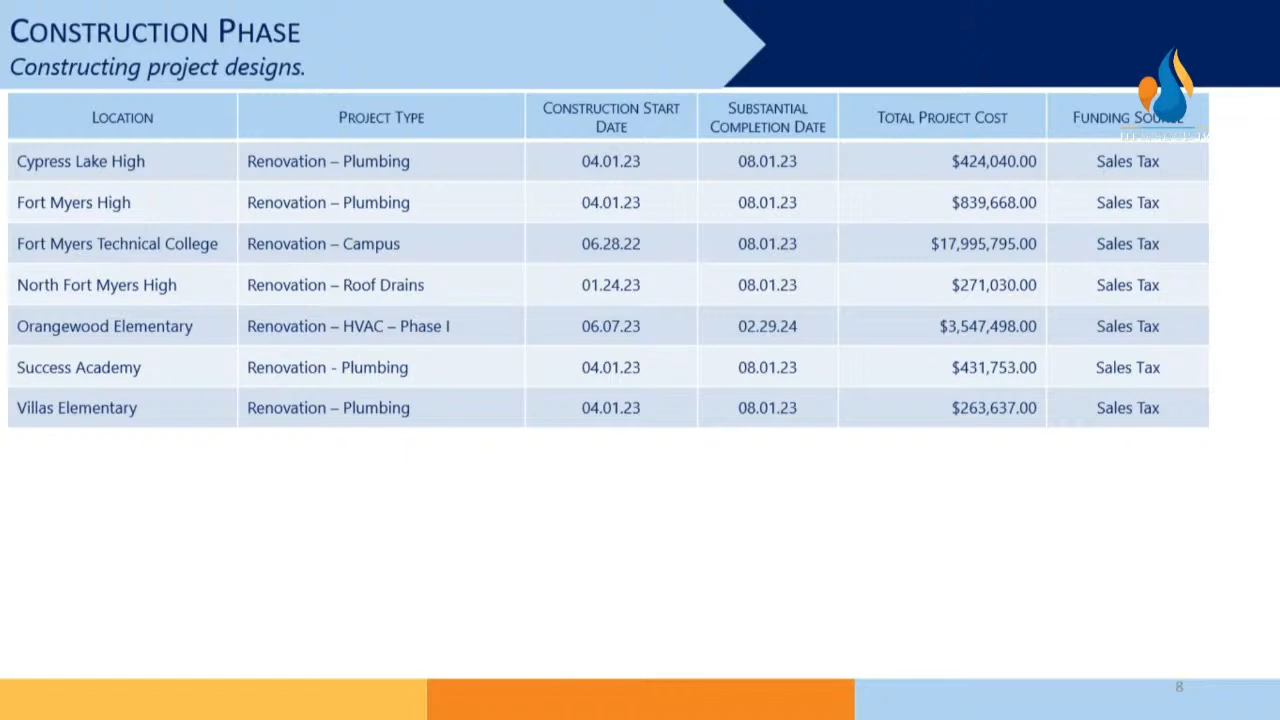 CONSTRUCTION PHASE
Constructing project designs.
LOCATION PROJECT TYPE CONSTRUCTION START DATE SUBSTANTIAL COMPLETION DATE TOTAL PROJECT COST FUNDING SOURCE
Cypress Lake High Renovation – Plumbing 04.01.23 08.01.23 $424,040.00 Sales Tax
Fort Myers High Renovation – Plumbing 04.01.23 08.01.23 $839,668.00 Sales Tax
Fort Myers Technical College Renovation – Campus 06.28.22 08.01.23 $17,995,795.00 Sales Tax
North Fort Myers High Renovation – Roof Drains 01.24.23 08.01.23 $271,030.00 Sales Tax
Orangewood Elementary Renovation – HVAC – Phase I 06.07.23 02.29.24 $3,547,498.00 Sales Tax
Success Academy Renovation - Plumbing 04.01.23 08.01.23 $431,753.00 Sales Tax
Villas Elementary Renovation – Plumbing 04.01.23 08.01.23 $263,637.00 Sales Tax
8